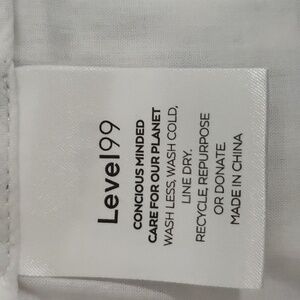 Level99
CONCIOUS MINDED
CARE FOR OUR PLANET
WASH LESS, WASH COLD,
LINE DRY.
RECYCLE, REPURPOSE
OR DONATE
MADE IN CHINA